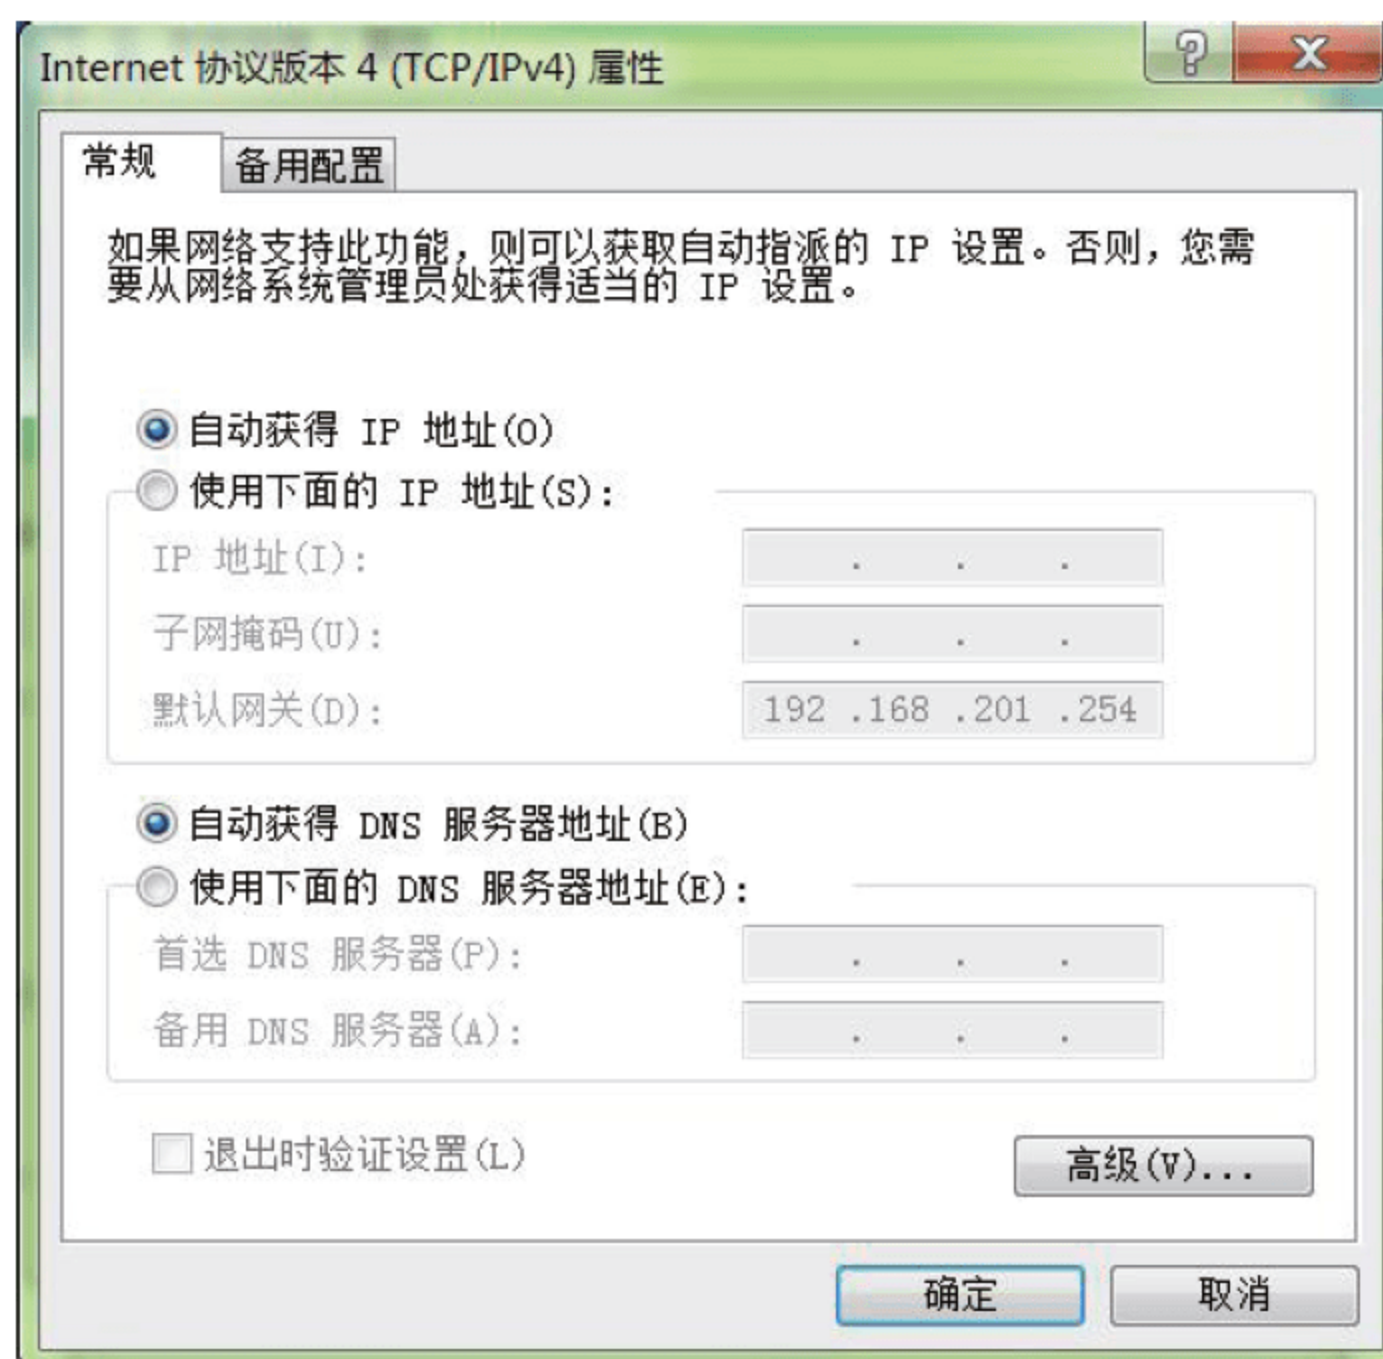 Internet 协议版本 4 (TCP/IPv4) 属性
常规
备用配置
如果网络支持此功能，则可以获取自动指派的 IP 设置。否则，您需
要从网络系统管理员处获得适当的 IP 设置。
自动获得 IP 地址(O)
使用下面的 IP 地址(S):
IP 地址(I):
子网掩码(U):
默认网关(D):
192 .168 .201 .254
自动获得 DNS 服务器地址(B)
使用下面的 DNS 服务器地址(E):
首选 DNS 服务器(P):
备用 DNS 服务器(A):
退出时验证设置(L)
高级(V)...
确定
取消